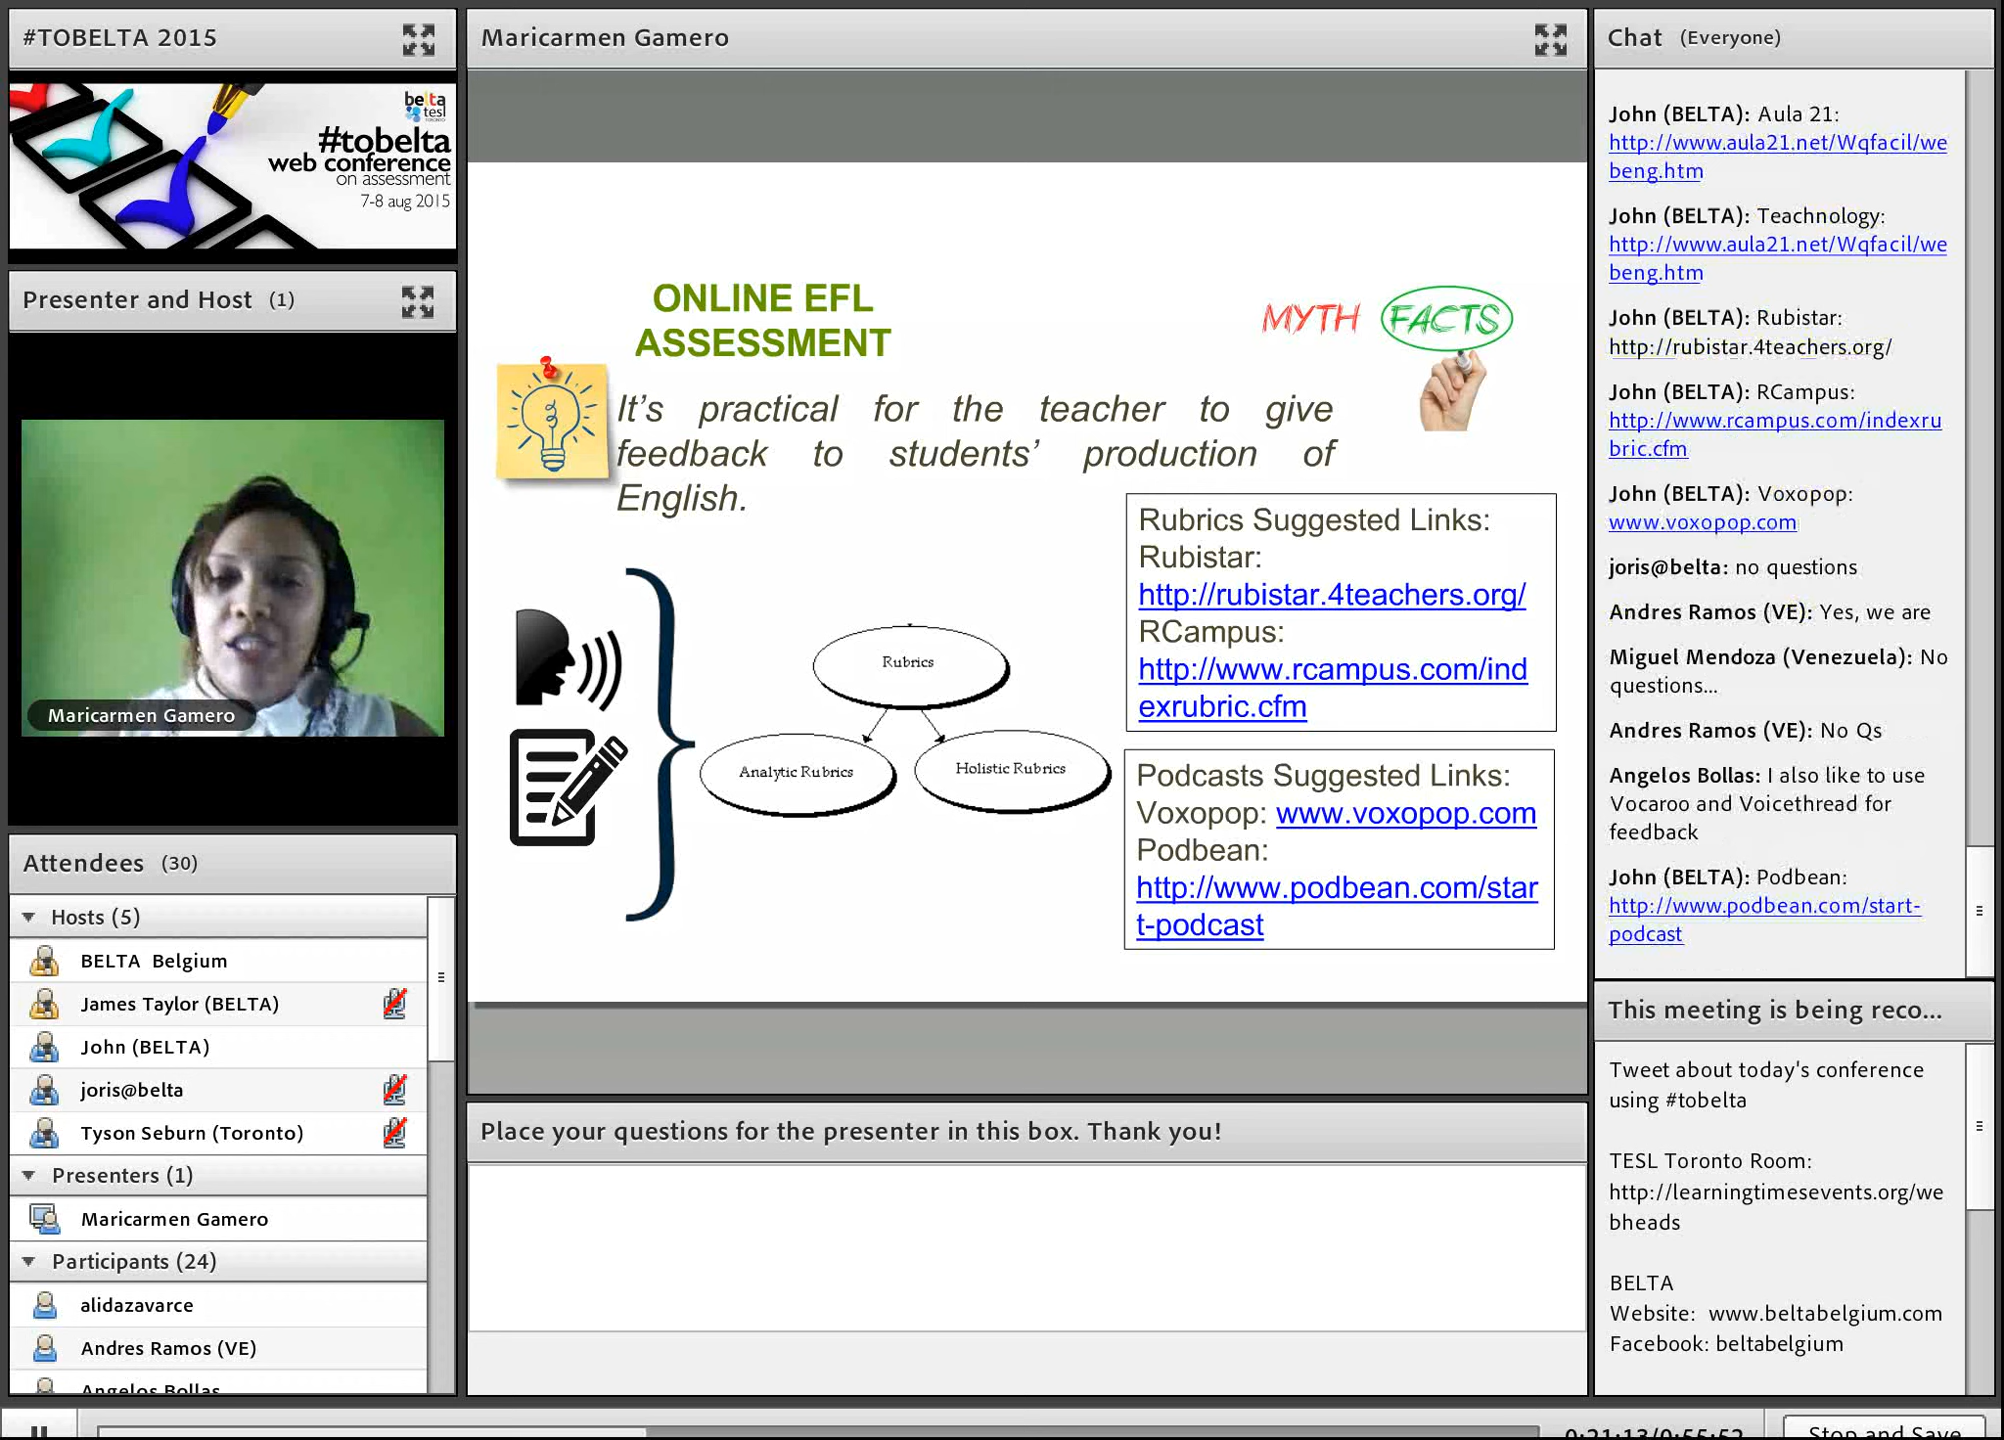 #TOBELTA 2015
belta
tesl
#tobelta
web conference
on assessment
7-8 aug 2015
Presenter and Host (1)
Maricarmen Gamero
Attendees (30)
Hosts (5)
BELTA Belgium
James Taylor (BELTA)
John (BELTA)
joris@belta
Tyson Seburn (Toronto)
Presenters (1)
Maricarmen Gamero
Participants (24)
alidazavarce
Andres Ramos (VE)
Angelos Bollas
Maricarmen Gamero
ONLINE EFL
ASSESSMENT
MYTH FACTS
It's practical for the teacher to give
feedback to students' production of
English.
Rubrics
Analytic Rubrics
Holistic Rubrics
Rubrics Suggested Links:
Rubistar:
http://rubistar.4teachers.org/
RCampus:
http://www.rcampus.com/ind
exrubric.cfm
Podcasts Suggested Links:
Voxopop: www.voxopop.com
Podbean:
http://www.podbean.com/star
t-podcast
Place your questions for the presenter in this box. Thank you!
Chat (Everyone)
John (BELTA): Aula 21:
http://www.aula21.net/Wqfacil/we
beng.htm
John (BELTA): Teachnology:
http://www.aula21.net/Wqfacil/we
beng.htm
John (BELTA): Rubistar:
http://rubistar.4teachers.org/
John (BELTA): RCampus:
http://www.rcampus.com/indexru
bric.cfm
John (BELTA): Voxopop:
www.voxopop.com
joris@belta: no questions
Andres Ramos (VE): Yes, we are
Miguel Mendoza (Venezuela): No
questions...
Andres Ramos (VE): No Qs
Angelos Bollas: I also like to use
Vocaroo and Voicethread for
feedback
John (BELTA): Podbean:
http://www.podbean.com/start-
podcast
This meeting is being reco...
Tweet about today's conference
using #tobelta
TESL Toronto Room:
http://learningtimesevents.org/we
bheads
BELTA
Website: www.beltabelgium.com
Facebook: beltabelgium
0:21:13/0:55:52
Stop and Save